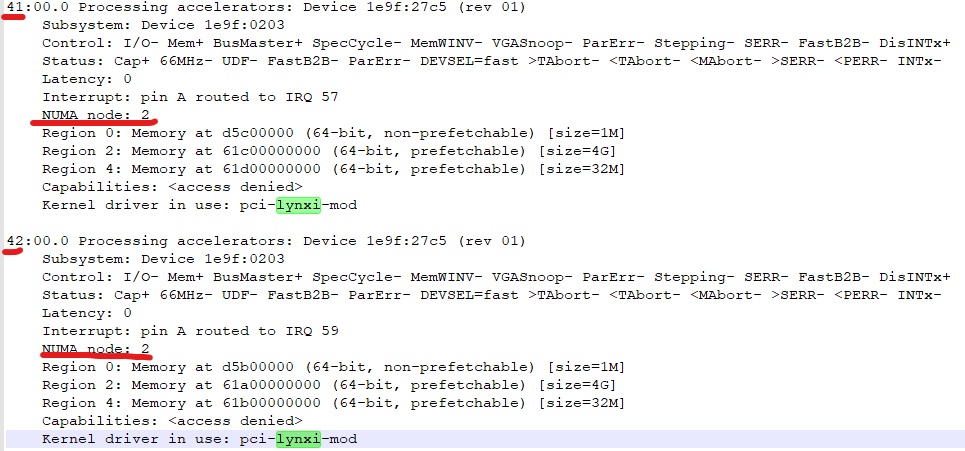 41:00.0 Processing accelerators: Device 1e9f:27c5 (rev 01)
Subsystem: Device 1e9f:0203
Control: I/O- Mem+ BusMaster+ SpecCycle- MemWINV- VGASnoop- ParErr- Stepping- SERR- FastB2B- DisINTx+
Status: Cap+ 66MHz- UDF- FastB2B- ParErr- DEVSEL=fast >TAbort- <TAbort- <MAbort- >SERR- <PERR- INTx-
Latency: 0
Interrupt: pin A routed to IRQ 57
NUMA node: 2
Region 0: Memory at d5c00000 (64-bit, non-prefetchable) [size=1M]
Region 2: Memory at 61c00000000 (64-bit, prefetchable) [size=4G]
Region 4: Memory at 61d00000000 (64-bit, prefetchable) [size=32M]
Capabilities: <access denied>
Kernel driver in use: pci-lynxi-mod
42:00.0 Processing accelerators: Device 1e9f:27c5 (rev 01)
Subsystem: Device 1e9f:0203
Control: I/O- Mem+ BusMaster+ SpecCycle- MemWINV- VGASnoop- ParErr- Stepping- SERR- FastB2B- DisINTx+
Status: Cap+ 66MHz- UDF- FastB2B- ParErr- DEVSEL=fast >TAbort- <TAbort- <MAbort- >SERR- <PERR- INTx-
Latency: 0
Interrupt: pin A routed to IRQ 59
NUMA node: 2
Region 0: Memory at d5b00000 (64-bit, non-prefetchable) [size=1M]
Region 2: Memory at 61a00000000 (64-bit, prefetchable) [size=4G]
Region 4: Memory at 61b00000000 (64-bit, prefetchable) [size=32M]
Capabilities: <access denied>
Kernel driver in use: pci-lynxi-mod